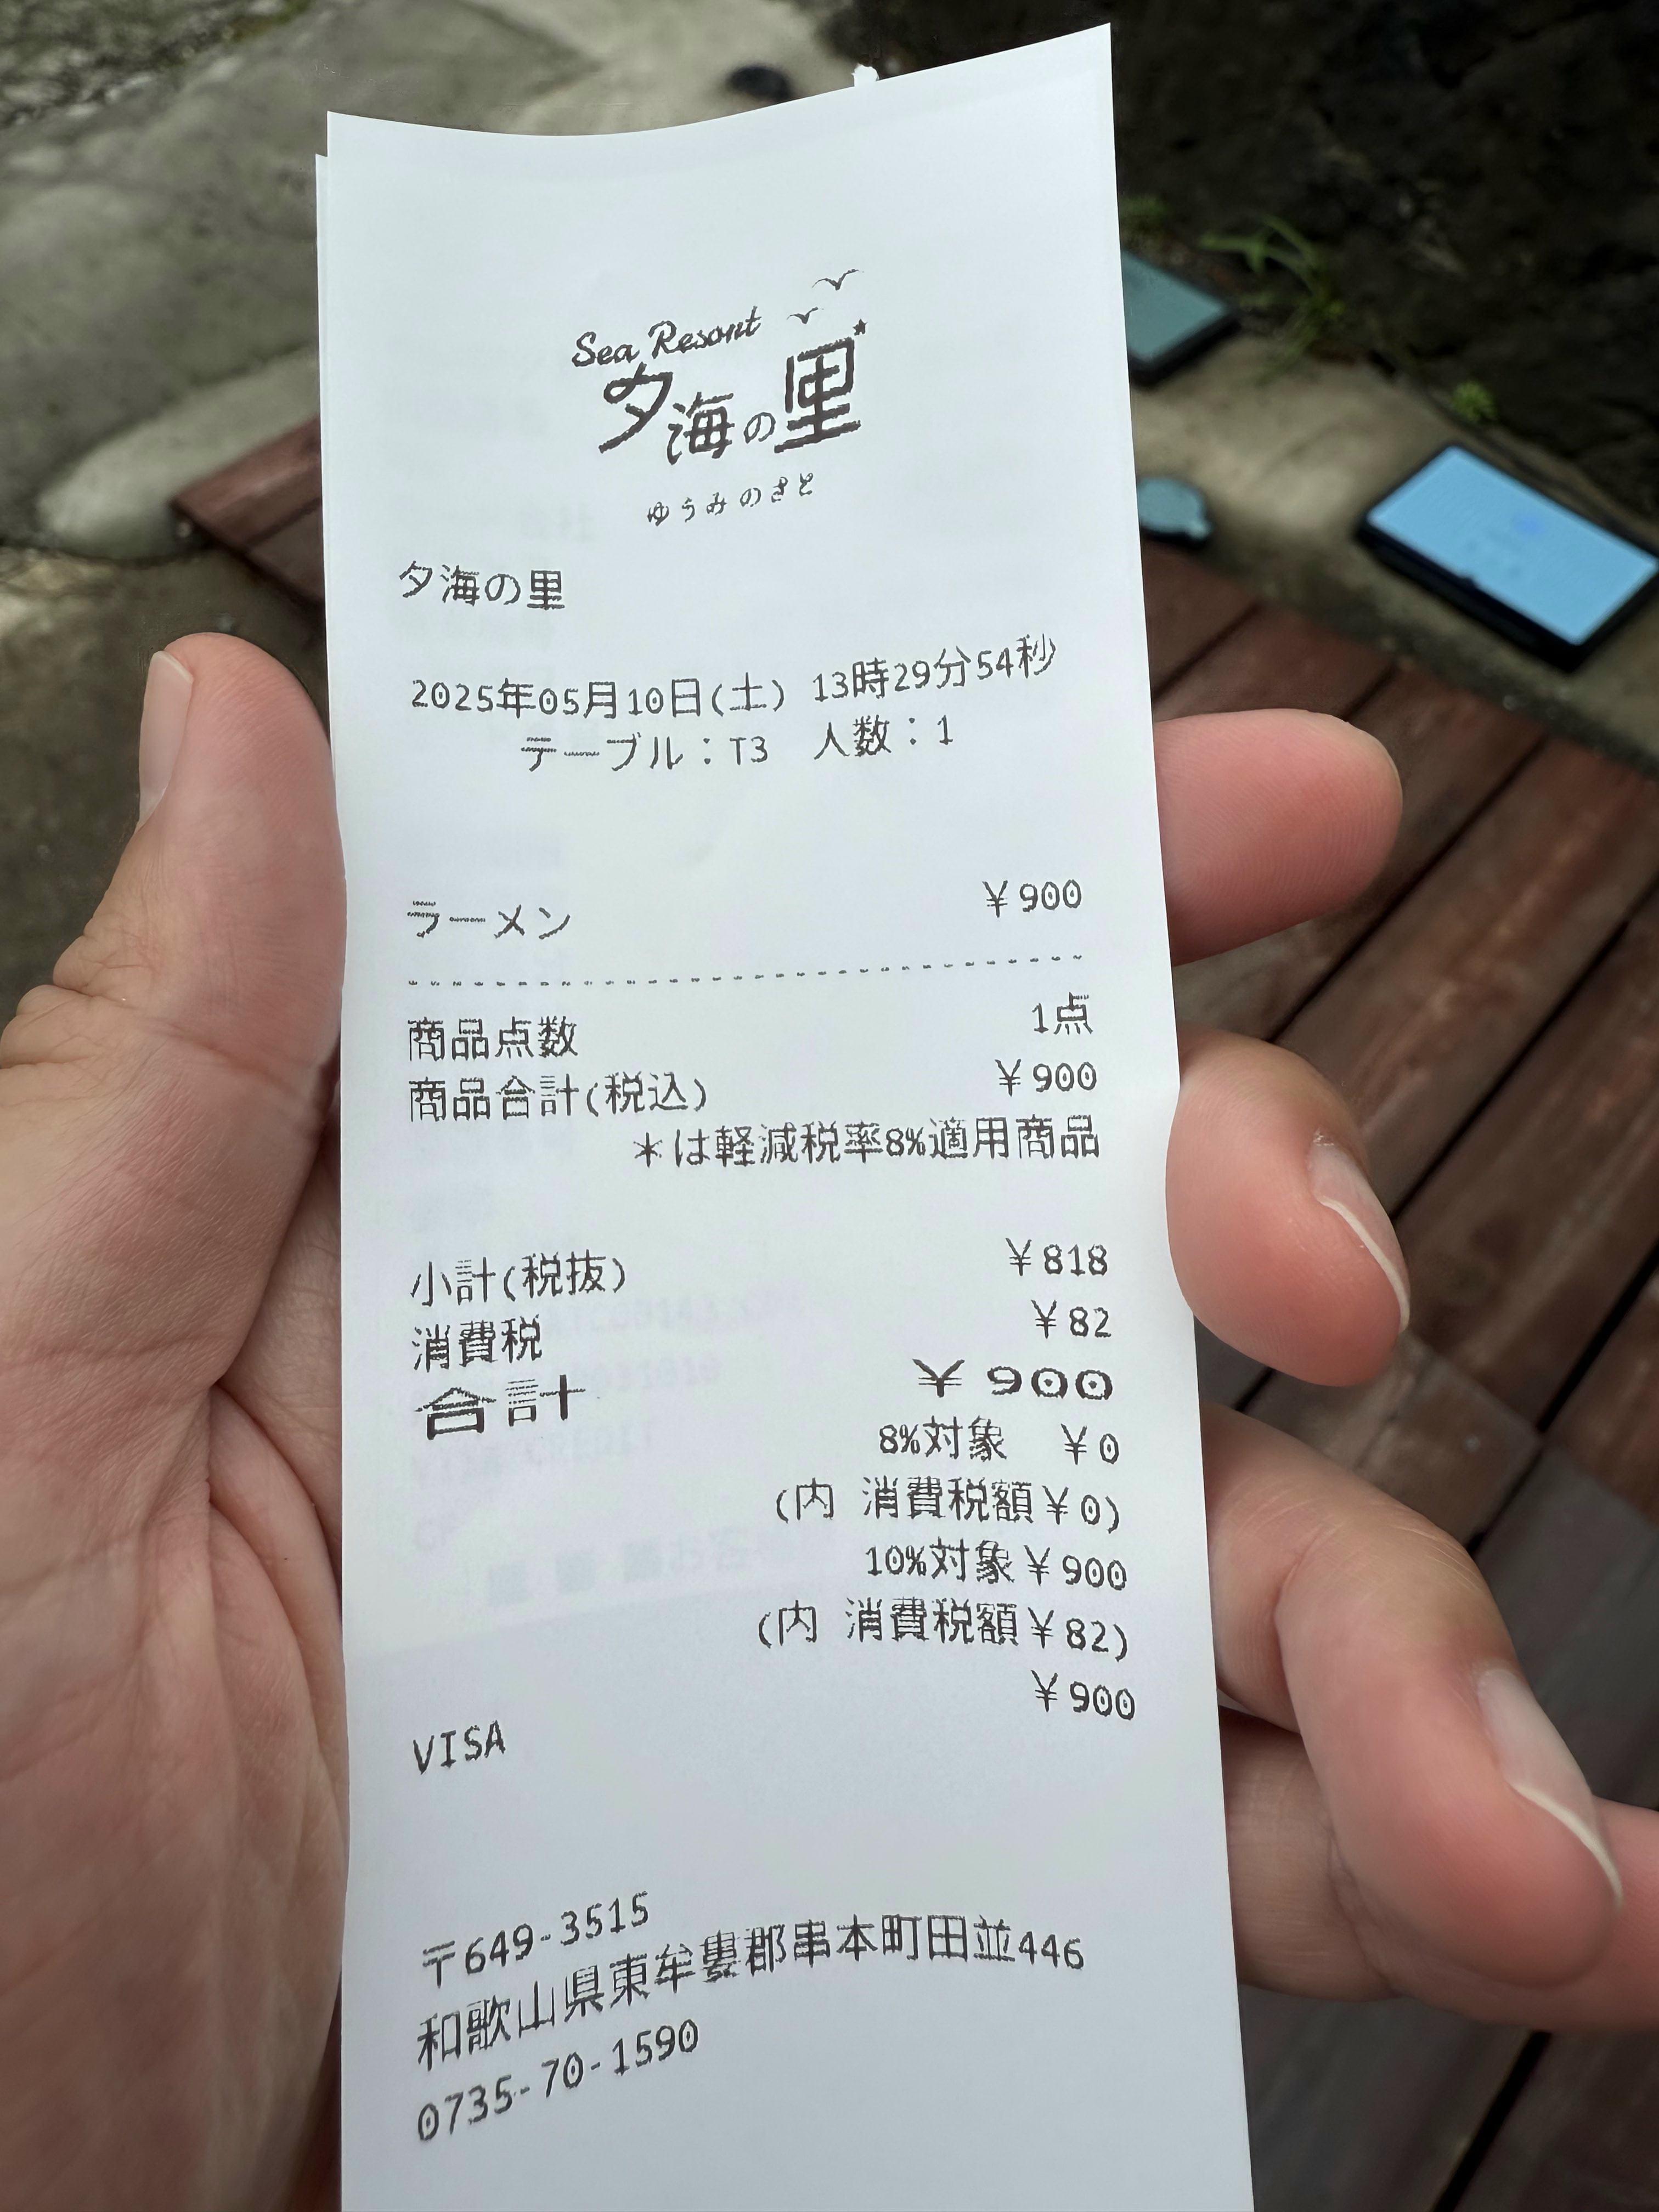 Sea Resort
夕海の里
ゆうみのさと
夕海の里
2025年05月10日(土) 13時29分54秒
テーブル：T3 人数：1
ラーメン ￥900
商品点数 1点
商品合計(税込) ￥900
＊は軽減税率8%適用商品
小計(税抜) ￥818
消費税 ￥82
合計 ￥900
8%対象 ￥0
(内 消費税額￥0)
10%対象￥900
(内 消費税額￥82)
VISA ￥900
〒649-3515
和歌山県東牟婁郡串本町田並446
0735-70-1590